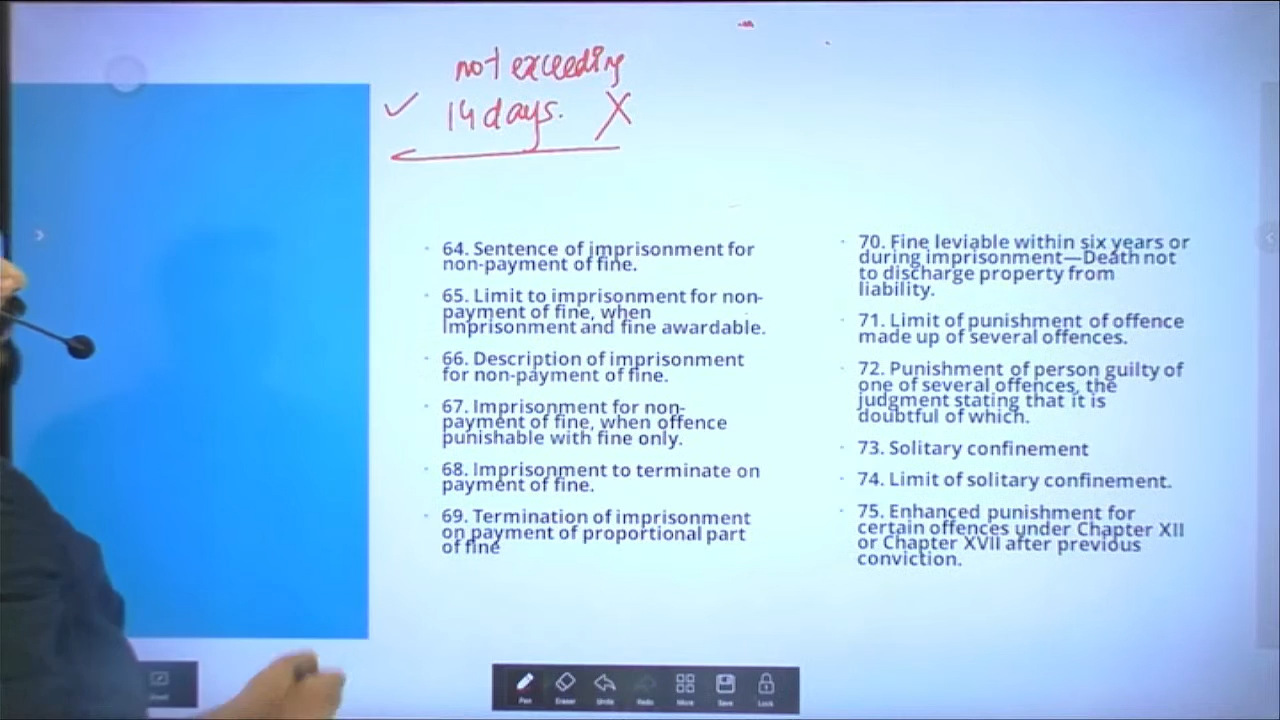 not exceeding
14 days.
64. Sentence of imprisonment for
non-payment of fine.
65. Limit to imprisonment for non-
payment of fine, when
imprisonment and fine awardable.
66. Description of imprisonment
for non-payment of fine.
67. Imprisonment for non-
payment of fine, when offence
punishable with fine only.
68. Imprisonment to terminate on
payment of fine.
69. Termination of imprisonment
on payment of proportional part
of fine
70. Fine leviable within six years or
during imprisonment—Death not
to discharge property from
liability.
71. Limit of punishment of offence
made up of several offences.
72. Punishment of person guilty of
one of several offences, the
judgment stating that it is
doubtful of which.
73. Solitary confinement
74. Limit of solitary confinement.
75. Enhanced punishment for
certain offences under Chapter XII
or Chapter XVII after previous
conviction.
Pen Eraser Undo Redo More Save Lock